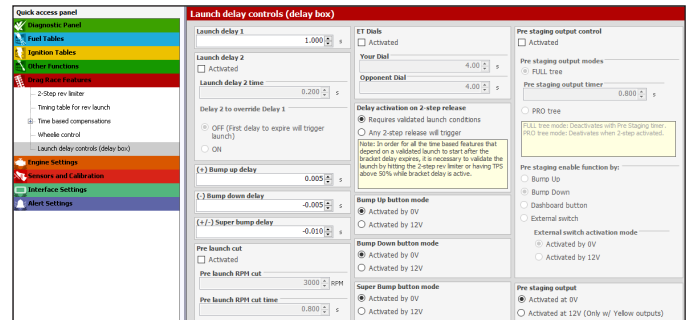 Quick access panel
Diagnostic Panel
Fuel Tables
Ignition Tables
Other Functions
Drag Race Features
2-Step rev limiter
Timing table for rev launch
Time based compensations
Wheelie control
Launch delay controls (delay box)
Engine Settings
Sensors and Calibration
Interface Settings
Alert Settings
Launch delay controls (delay box)
Launch delay 1
1.000 s
Launch delay 2
Activated
Launch delay 2 time
0.200 s
Delay 2 to override Delay 1
OFF (First delay to expire will trigger
launch)
ON
(+) Bump up delay
0.005 s
(-) Bump down delay
-0.005 s
(+/-) Super bump delay
-0.010 s
Pre launch cut
Activated
Pre launch RPM cut
3000 RPM
Pre launch RPM cut time
0.800 s
ET Dials
Activated
Your Dial
4.00 s
Opponent Dial
4.00 s
Delay activation on 2-step release
Requires validated launch conditions
Any 2-step release will trigger
Note: In order for all the time based features that
depend on a validated launch to start after the
bracket delay expires, it is necessary to validate the
launch by hitting the 2-step rev limiter or having TPS
above 50% while bracket delay is active.
Bump Up button mode
Activated by 0V
Activated by 12V
Bump Down button mode
Activated by 0V
Activated by 12V
Super Bump button mode
Activated by 0V
Activated by 12V
Pre staging output control
Activated
Pre staging output modes
FULL tree
Pre staging output timer
0.800 s
PRO tree
FULL tree mode: Deactivates with Pre Staging timer.
PRO tree mode: Deativates when 2-step activated.
Pre staging enable function by:
Bump Up
Bump Down
Dashboard button
External switch
External switch activation mode
Activated by 0V
Activated by 12V
Pre staging output
Activated at 0V
Activated at 12V (Only w/ Yellow outputs)